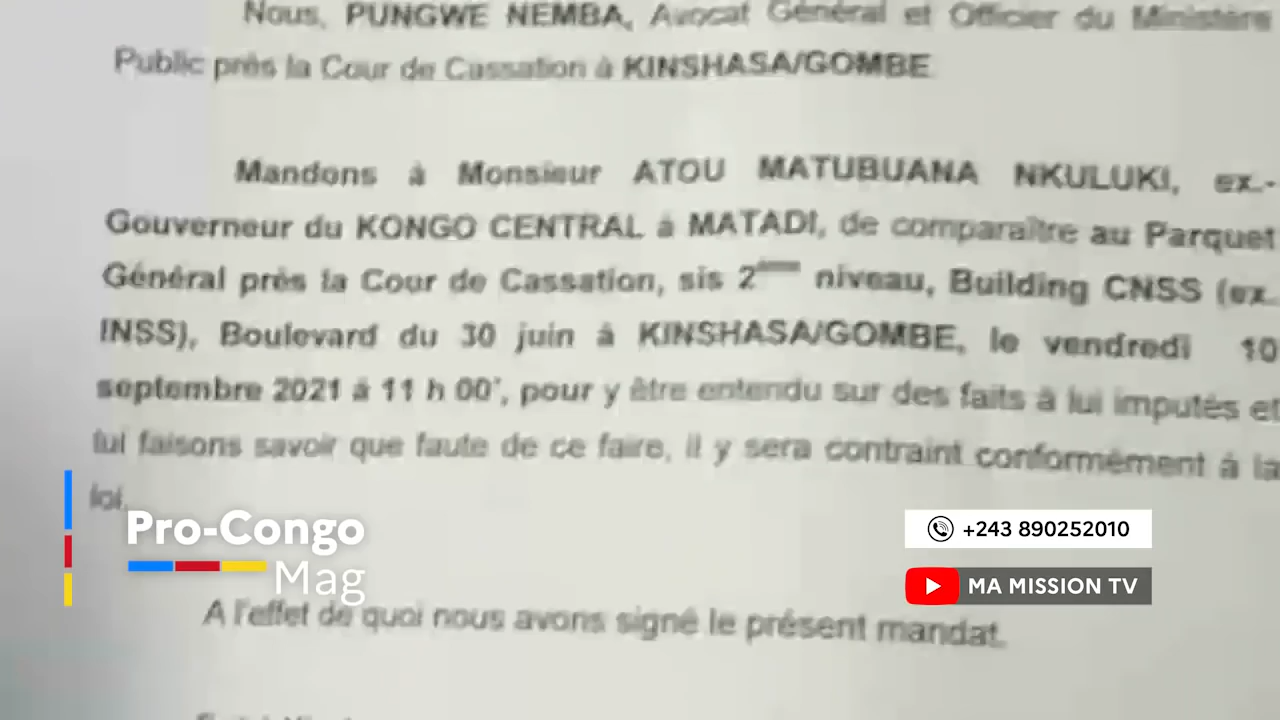 Nous, PUNGWE NEMBA, Avocat Général et Officier du Ministère
Public près la Cour de Cassation à KINSHASA/GOMBE
Mandons à Monsieur ATOU MATUBUANA NKULUKI, ex.-
Gouverneur du KONGO CENTRAL à MATADI, de comparaître au Parquet
Général près la Cour de Cassation, sis 2ème niveau, Building CNSS (ex.
INSS), Boulevard du 30 juin à KINSHASA/GOMBE, le vendredi 10
septembre 2021 à 11 h 00', pour y être entendu sur des faits à lui imputés et
lui faisons savoir que faute de ce faire, il y sera contraint conformément à la
loi.
Pro-Congo
Mag
+243 890252010
MA MISSION TV
A l'effet de quoi nous avons signé le présent mandat.